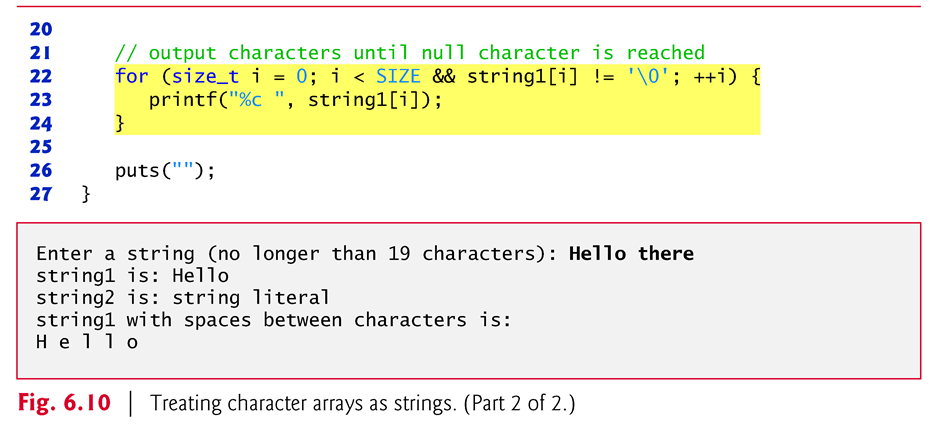 20
21 // output characters until null character is reached
22 for (size_t i = 0; i < SIZE && string1[i] != '\0'; ++i) {
23 printf("%c ", string1[i]);
24 }
25
26 puts("");
27 }
Enter a string (no longer than 19 characters): Hello there
string1 is: Hello
string2 is: string literal
string1 with spaces between characters is:
H e l l o
Fig. 6.10 | Treating character arrays as strings. (Part 2 of 2.)